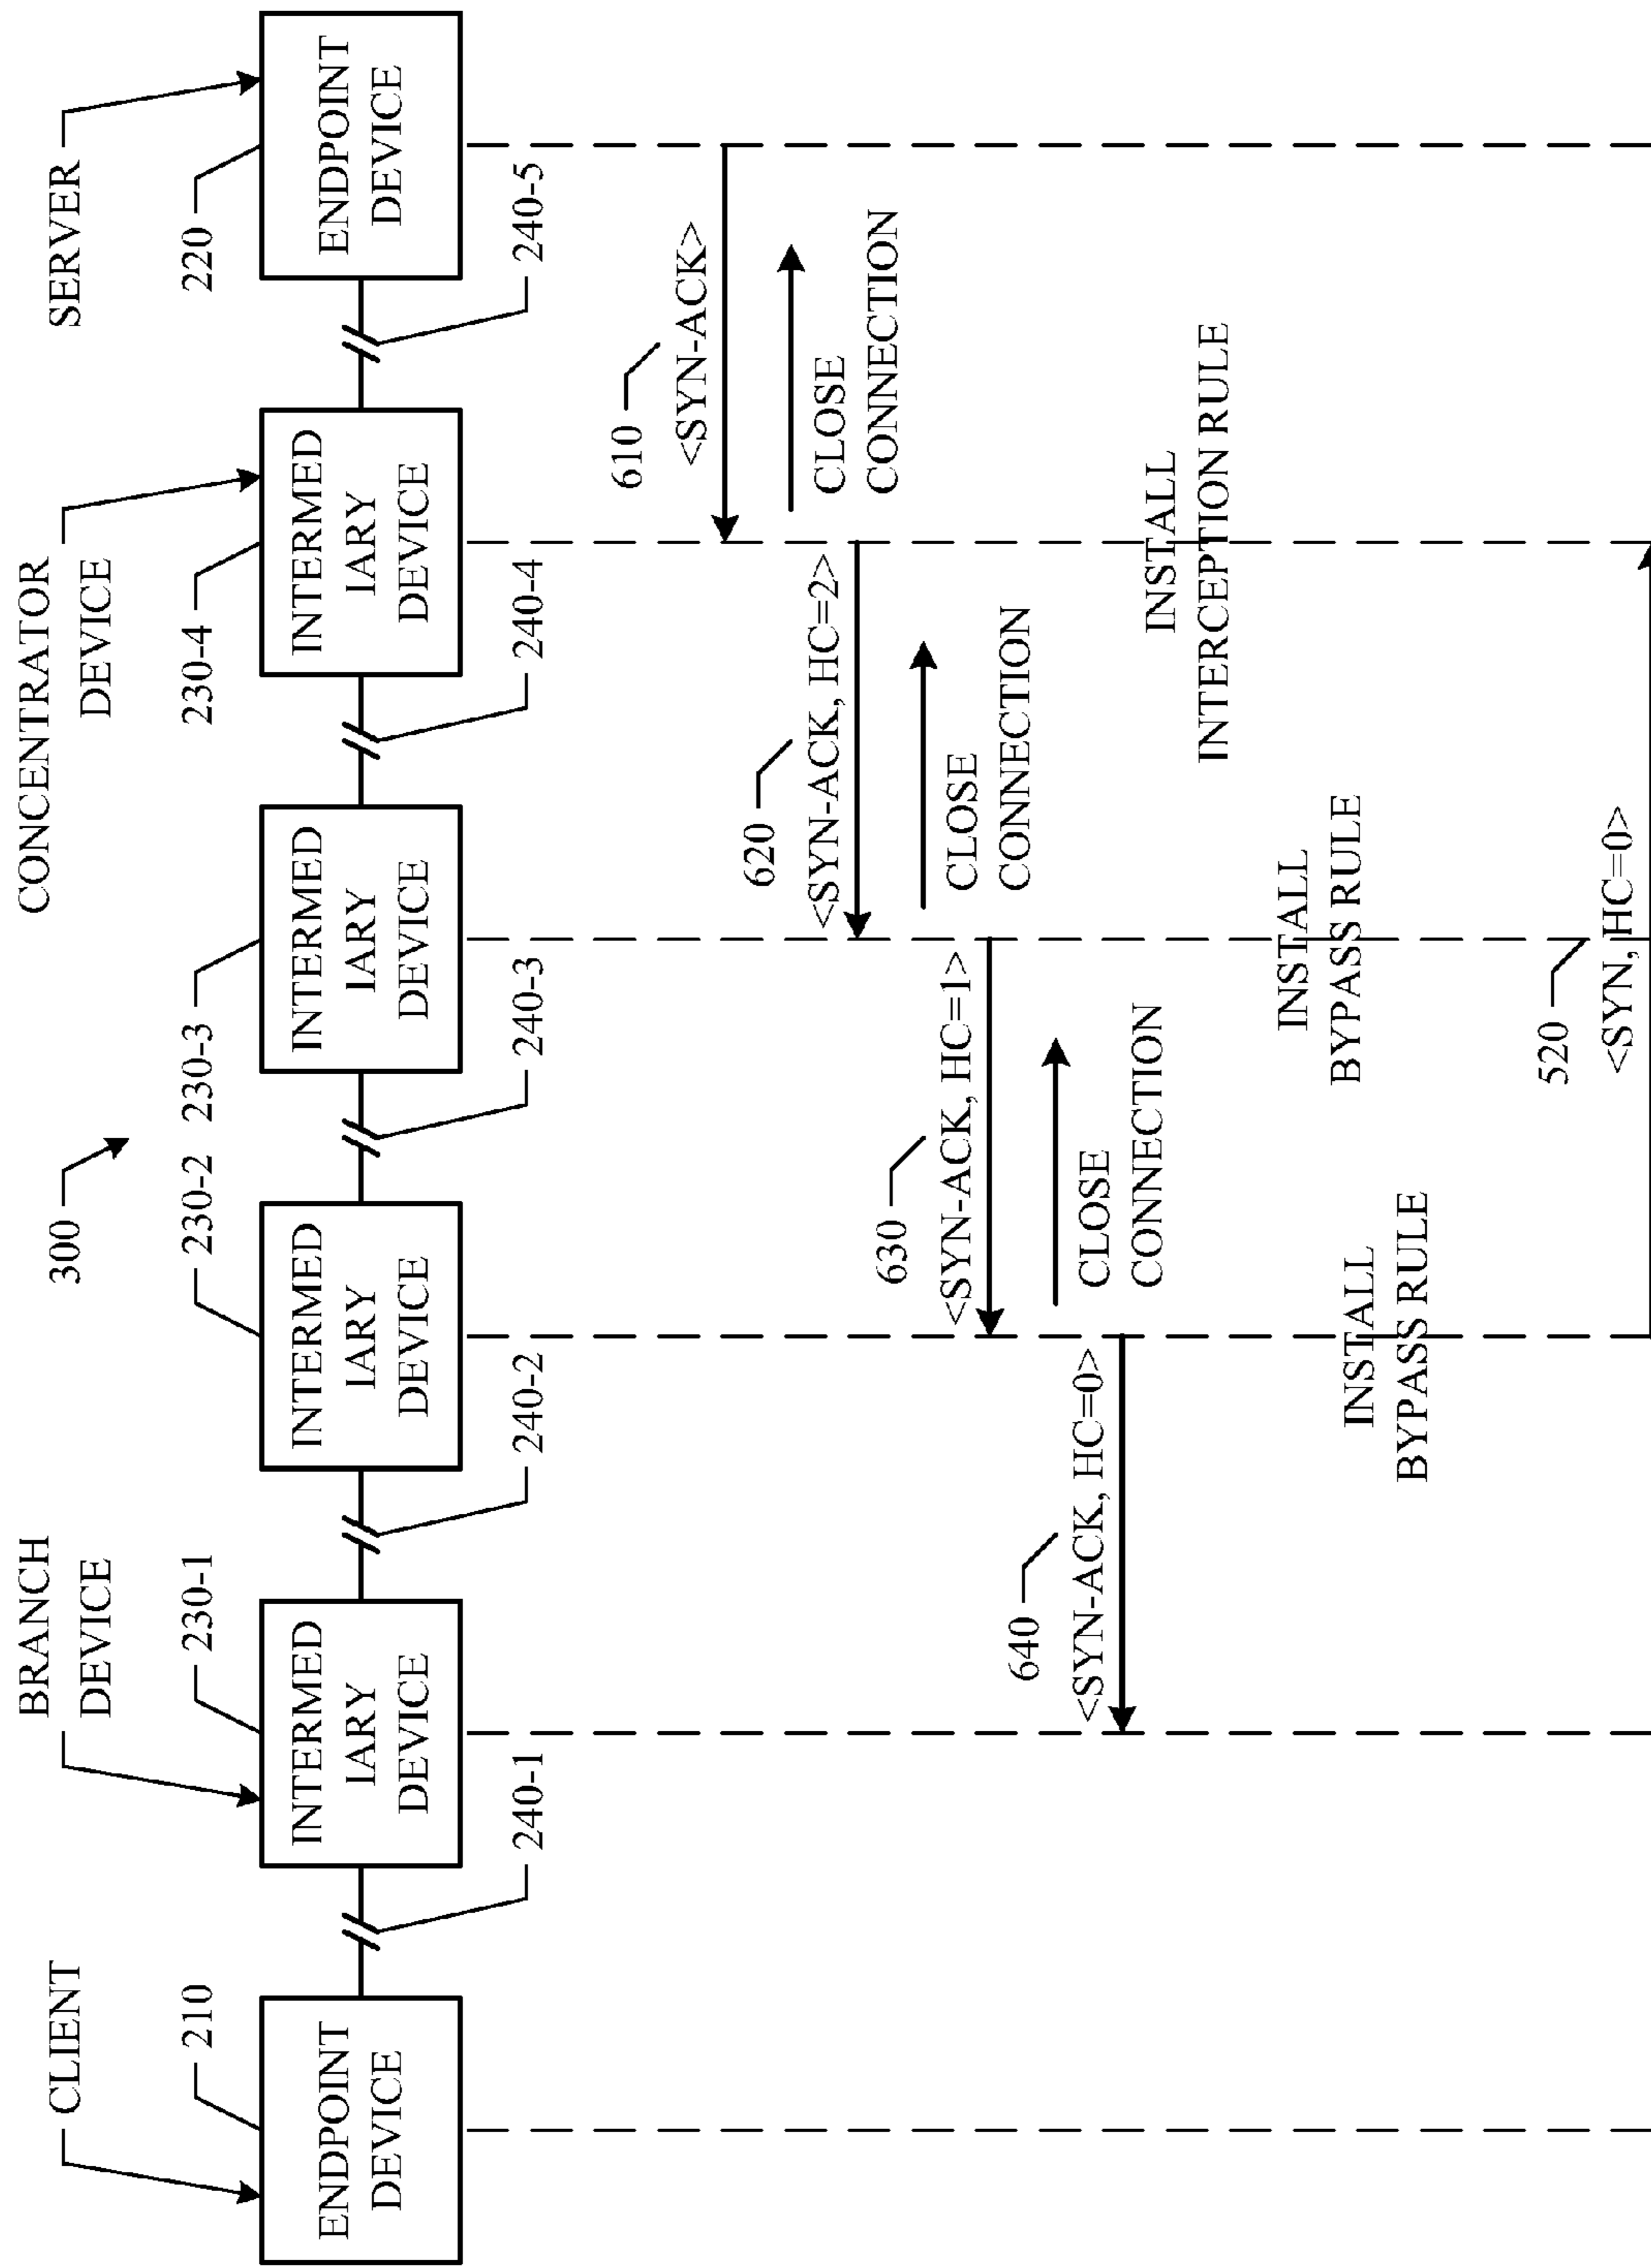 300
CLIENT
BRANCH
DEVICE
CONCENTRATOR
DEVICE
SERVER
210
230-1
230-2
230-3
230-4
220
ENDPOINT
DEVICE
INTERMED
IARY
DEVICE
INTERMED
IARY
DEVICE
INTERMED
IARY
DEVICE
INTERMED
IARY
DEVICE
ENDPOINT
DEVICE
240-1
240-2
240-3
240-4
240-5
610
<SYN-ACK>
CLOSE
CONNECTION
620
<SYN-ACK, HC=2>
CLOSE
CONNECTION
630
<SYN-ACK, HC=1>
CLOSE
CONNECTION
640
<SYN-ACK, HC=0>
INSTALL
INTERCEPTION RULE
INSTALL
BYPASS RULE
INSTALL
BYPASS RULE
520
<SYN, HC=0>